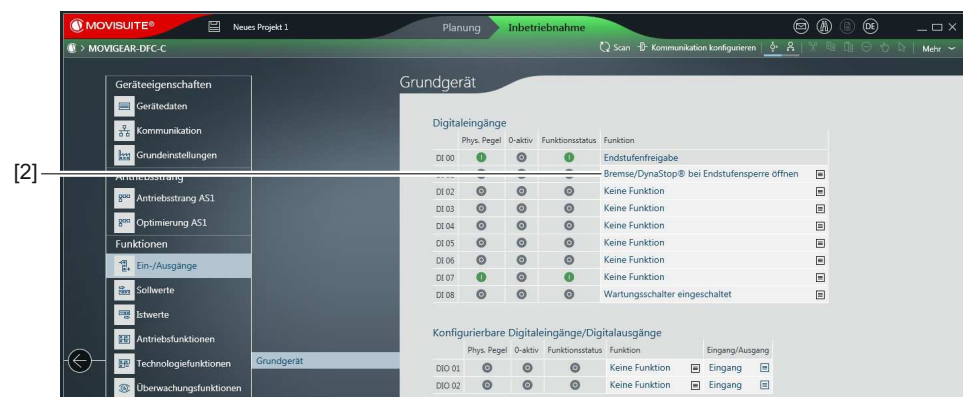 MOVISUITE® Neues Projekt 1 Planung Inbetriebnahme DE
> MOVIGEAR-DFC-C Scan Kommunikation konfigurieren Mehr
Geräteeigenschaften
Gerätedaten
Kommunikation
Grundeinstellungen
Antriebsstrang
Antriebsstrang AS1
Optimierung AS1
Funktionen
Ein-/Ausgänge
Sollwerte
Istwerte
Antriebsfunktionen
Technologiefunktionen
Überwachungsfunktionen
Grundgerät
[2]
Grundgerät
Digitaleingänge
Phys. Pegel 0-aktiv Funktionsstatus Funktion
DI 00 Endstufenfreigabe
Bremse/DynaStop® bei Endstufensperre öffnen
DI 02 Keine Funktion
DI 03 Keine Funktion
DI 04 Keine Funktion
DI 05 Keine Funktion
DI 06 Keine Funktion
DI 07 Keine Funktion
DI 08 Wartungsschalter eingeschaltet
Konfigurierbare Digitaleingänge/Digitalausgänge
Phys. Pegel 0-aktiv Funktionsstatus Funktion Eingang/Ausgang
DIO 01 Keine Funktion Eingang
DIO 02 Keine Funktion Eingang